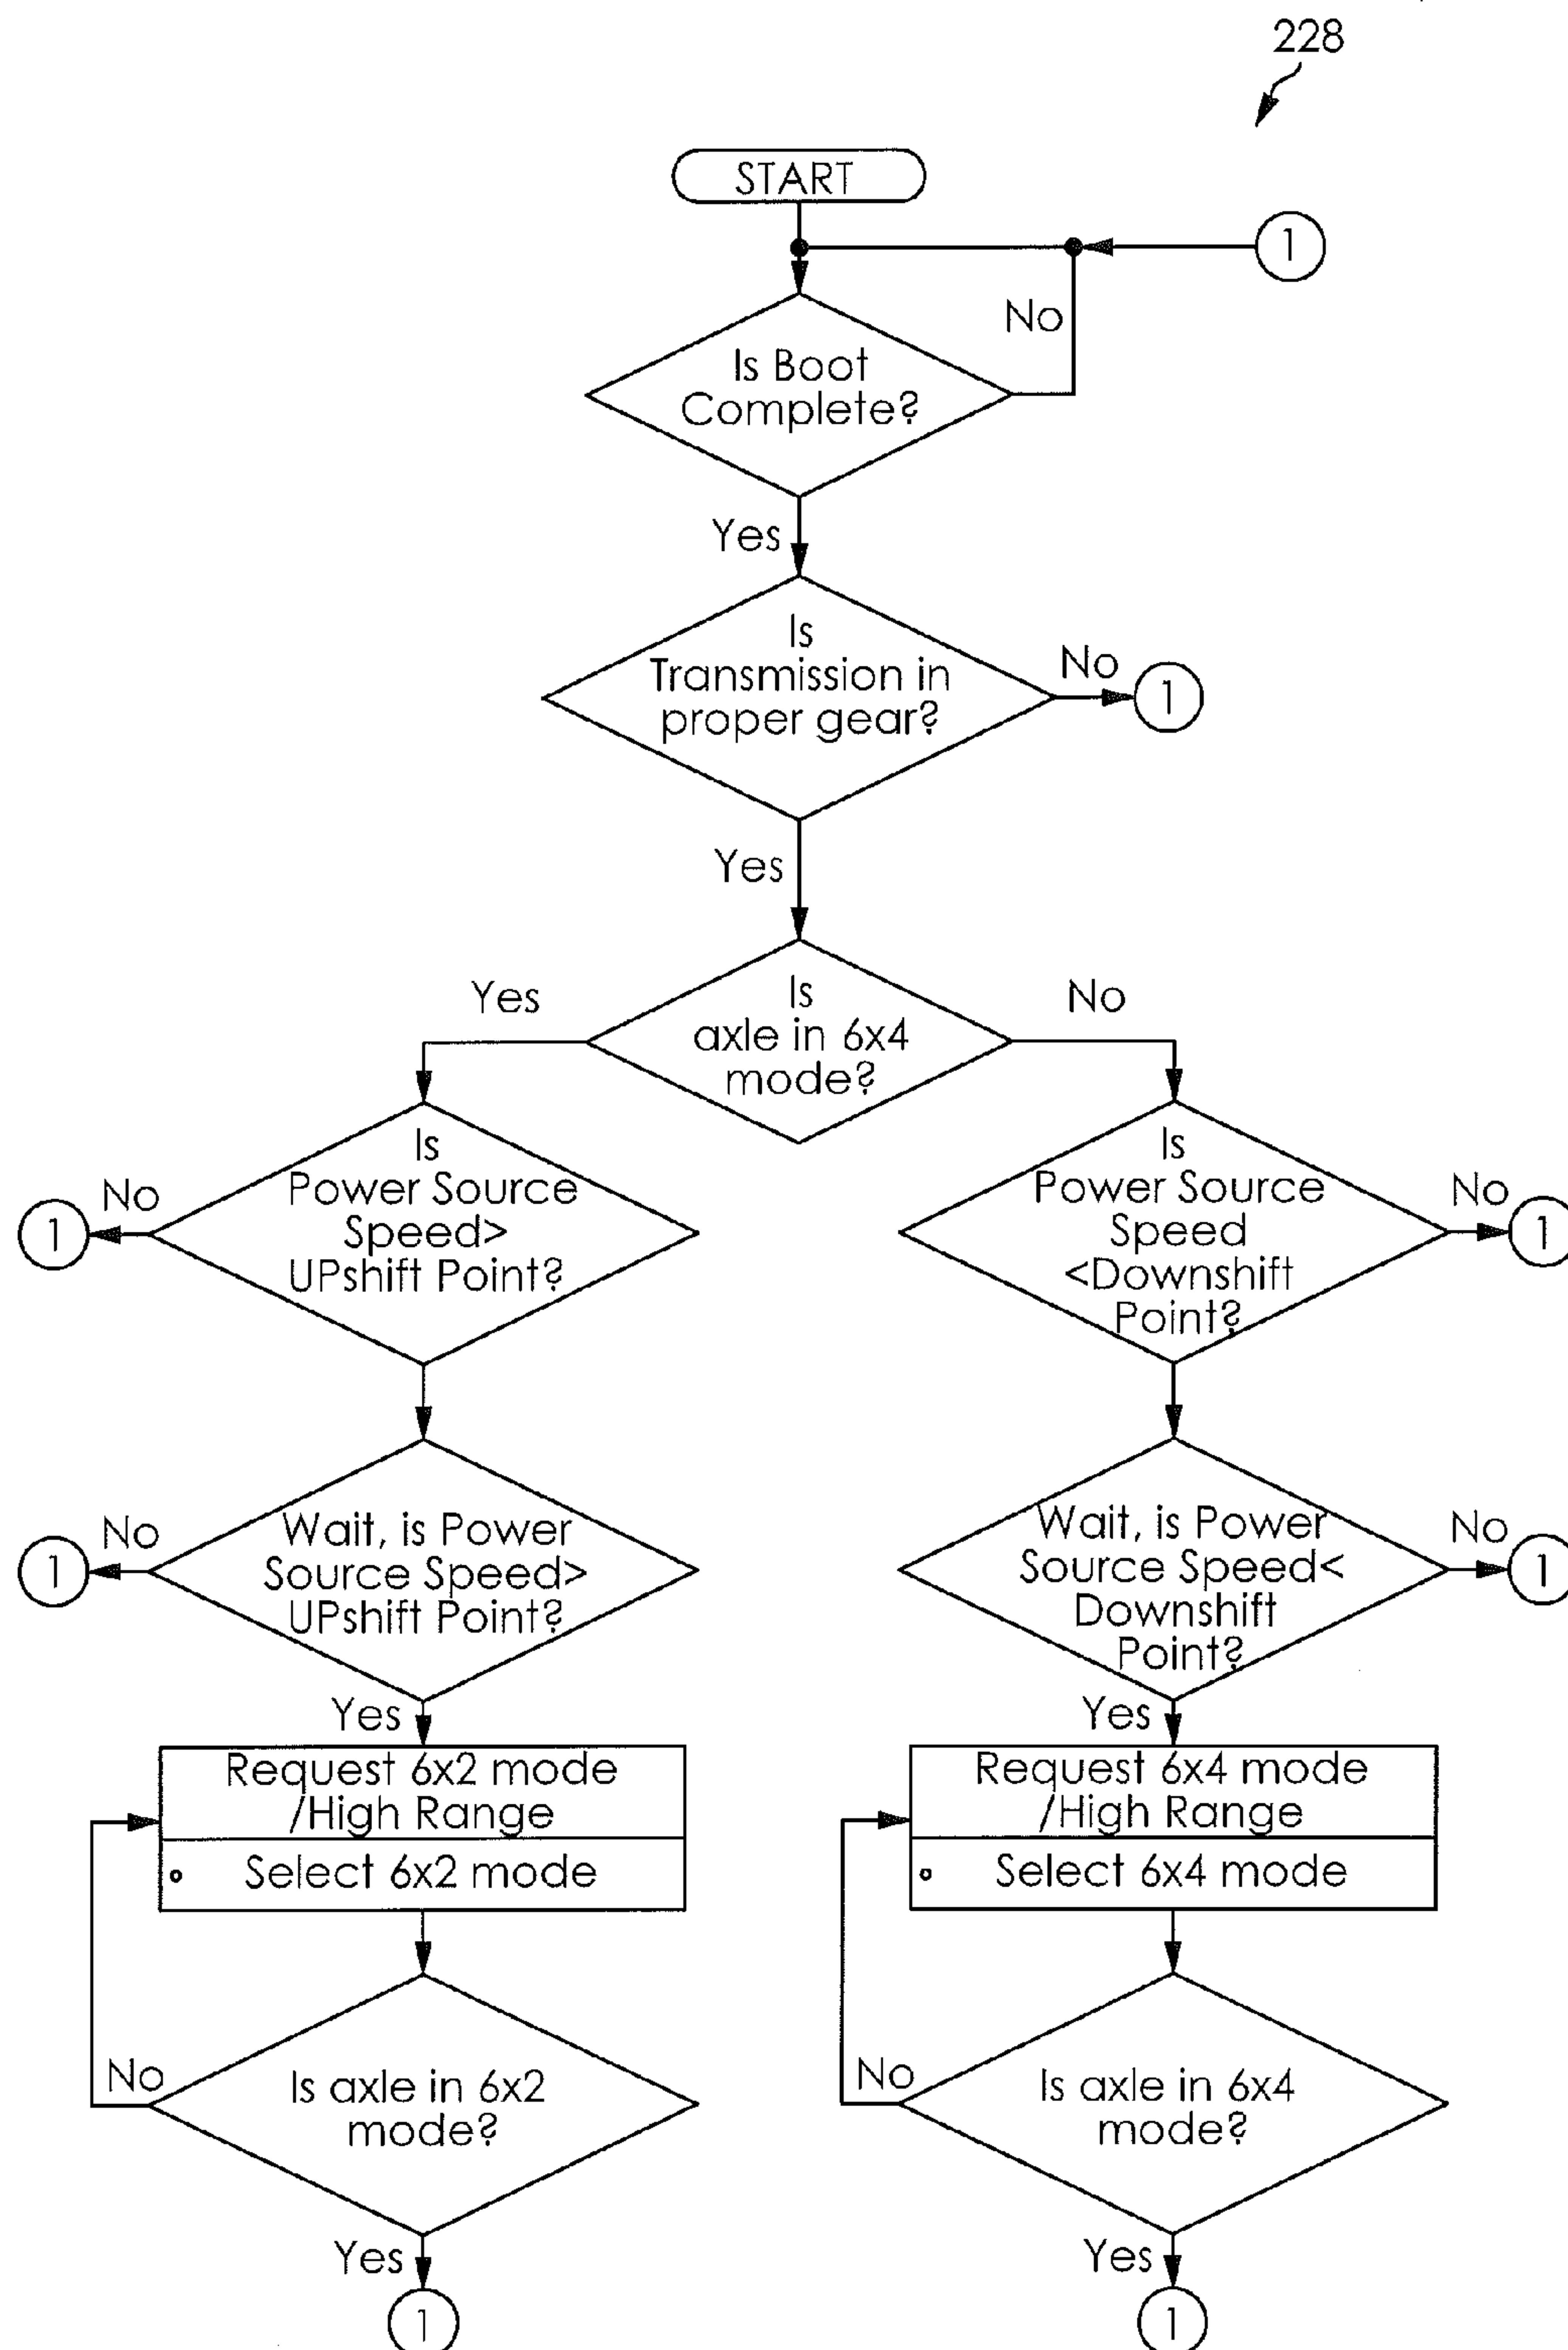 228
START
1
No
Is Boot
Complete?
Yes
Is
Transmission in
proper gear?
No
1
Yes
Is
axle in 6x4
mode?
Yes
No
Is
Power Source
Speed>
UPshift Point?
No
1
Is
Power Source
Speed
<Downshift
Point?
No
1
Wait, is Power
Source Speed>
UPshift Point?
No
1
Wait, is Power
Source Speed<
Downshift
Point?
No
1
Yes
Request 6x2 mode
/High Range
Select 6x2 mode
Yes
Request 6x4 mode
/High Range
Select 6x4 mode
No
Is axle in 6x2
mode?
Yes
1
No
Is axle in 6x4
mode?
Yes
1